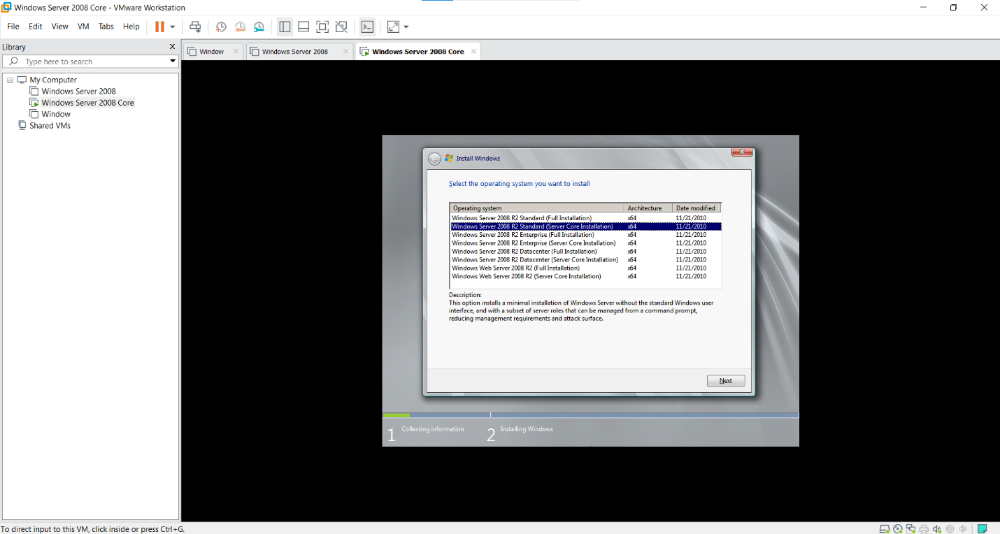 Windows Server 2008 Core - VMware Workstation
File Edit View VM Tabs Help
Library
Type here to search
My Computer
Windows Server 2008
Windows Server 2008 Core
Window
Shared VMs
Window Windows Server 2008 Windows Server 2008 Core
Install Windows
Select the operating system you want to install
Operating system Architecture Date modified
Windows Server 2008 R2 Standard (Full Installation) x64 11/21/2010
Windows Server 2008 R2 Standard (Server Core Installation) x64 11/21/2010
Windows Server 2008 R2 Enterprise (Full Installation) x64 11/21/2010
Windows Server 2008 R2 Enterprise (Server Core Installation) x64 11/21/2010
Windows Server 2008 R2 Datacenter (Full Installation) x64 11/21/2010
Windows Server 2008 R2 Datacenter (Server Core Installation) x64 11/21/2010
Windows Web Server 2008 R2 (Full Installation) x64 11/21/2010
Windows Web Server 2008 R2 (Server Core Installation) x64 11/21/2010
Description:
This option installs a minimal installation of Windows Server without the standard Windows user
interface, and with a subset of server roles that can be managed from a command prompt,
reducing management requirements and attack surface.
Next
1 Collecting information 2 Installing Windows
To direct input to this VM, click inside or press Ctrl+G.